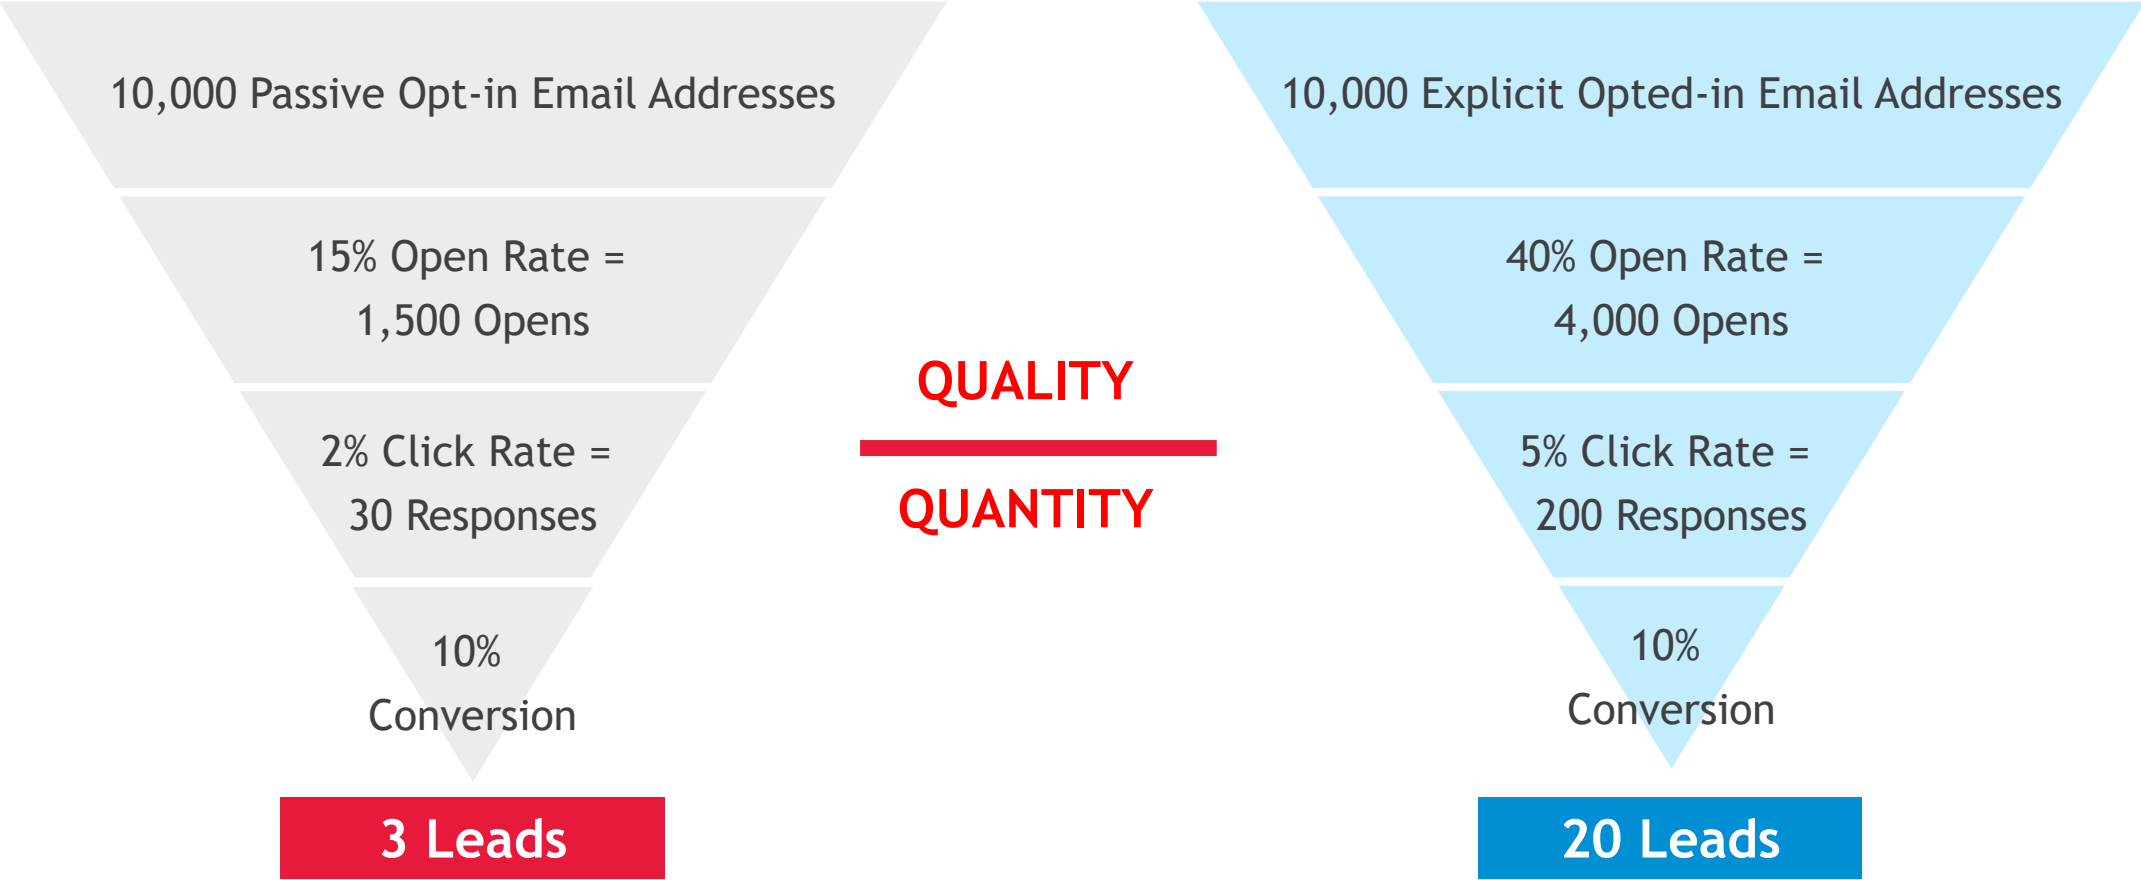 10,000 Passive Opt-in Email Addresses
15% Open Rate =
1,500 Opens
2% Click Rate =
30 Responses
10%
Conversion
3 Leads
QUALITY
QUANTITY
10,000 Explicit Opted-in Email Addresses
40% Open Rate =
4,000 Opens
5% Click Rate =
200 Responses
10%
Conversion
20 Leads